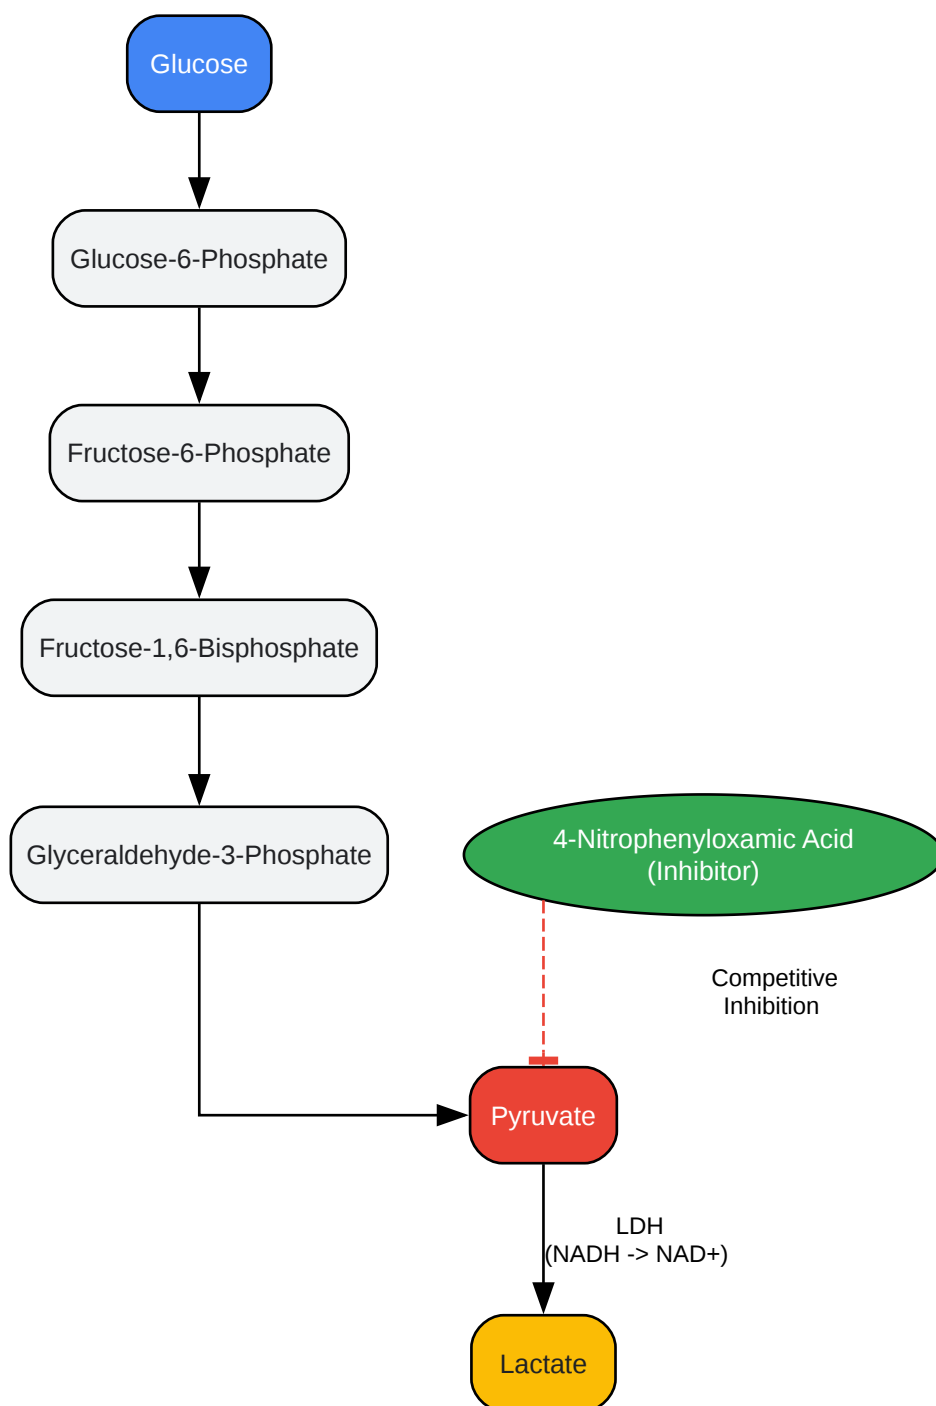 Glucose
Glucose-6-Phosphate
Fructose-6-Phosphate
Fructose-1,6-Bisphosphate
Glyceraldehyde-3-Phosphate
4-Nitrophenyloxamic Acid
(Inhibitor)
Competitive
Inhibition
Pyruvate
LDH
(NADH -> NAD+)
Lactate